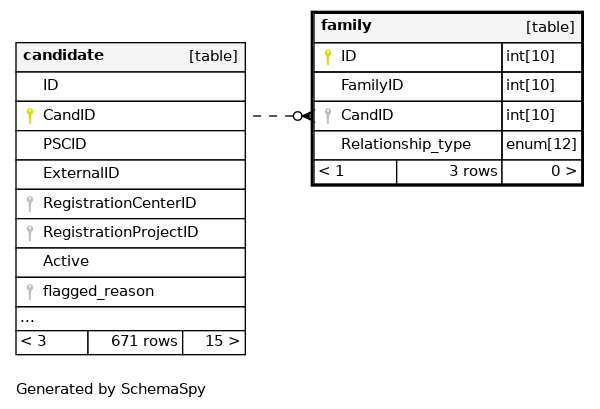 candidate [table]
ID
CandID
PSCID
ExternalID
RegistrationCenterID
RegistrationProjectID
Active
flagged_reason
...
< 3 671 rows 15 >
family [table]
ID int[10]
FamilyID int[10]
CandID int[10]
Relationship_type enum[12]
< 1 3 rows 0 >
Generated by SchemaSpy